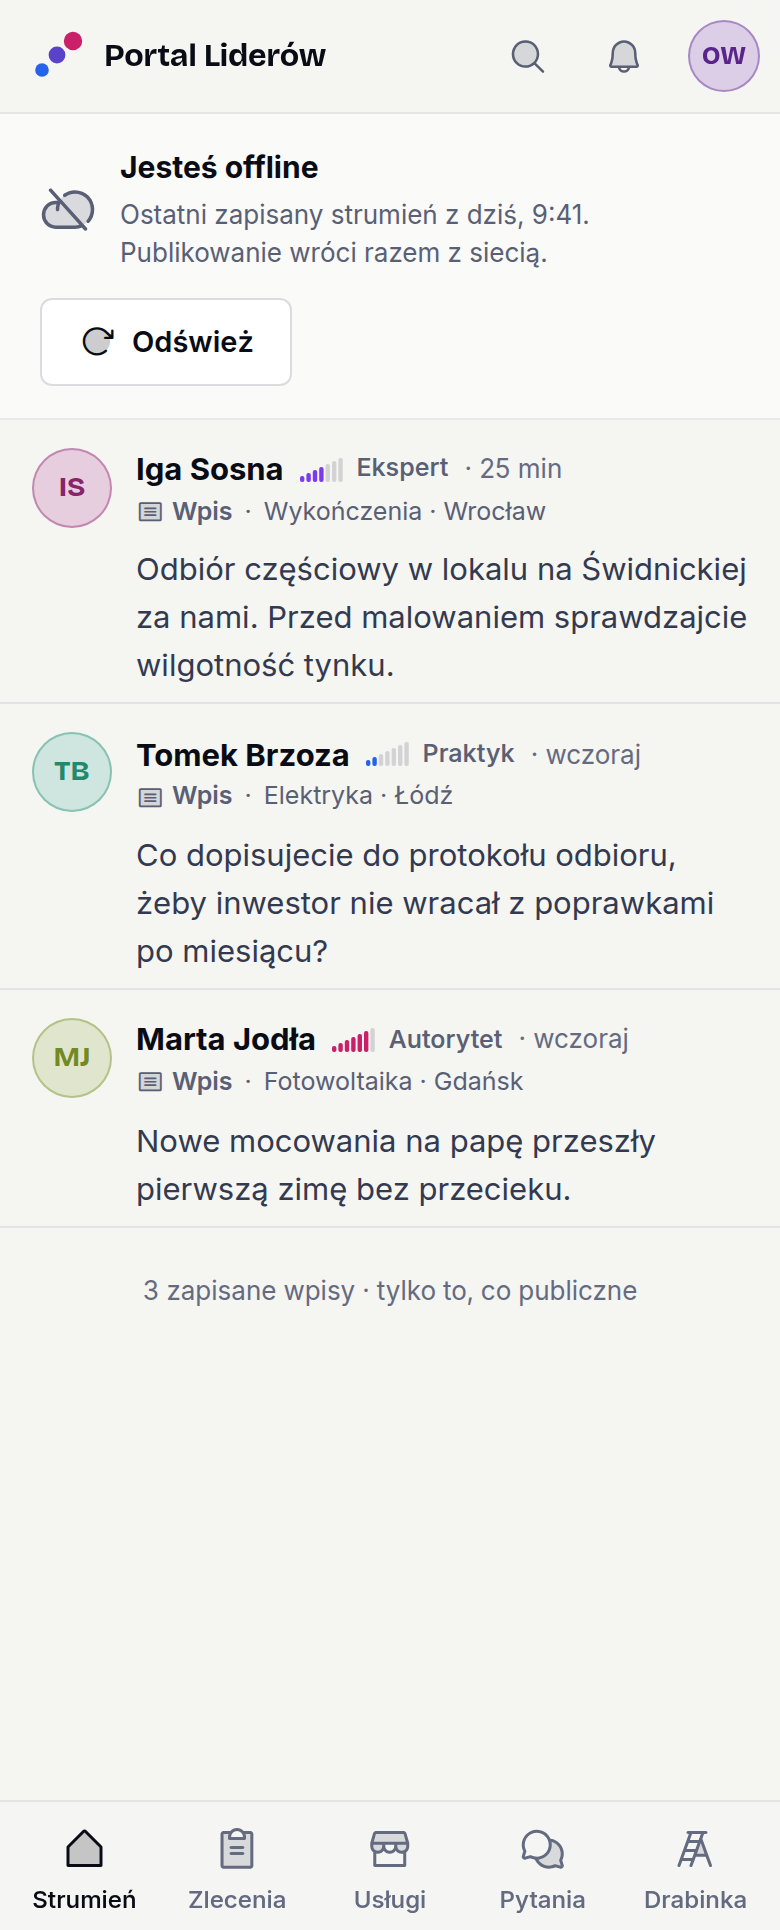 Portal Liderów
OW
Jesteś offline
Ostatni zapisany strumień z dziś, 9:41.
Publikowanie wróci razem z siecią.
Odśwież
IS
Iga Sosna Ekspert · 25 min
Wpis · Wykończenia · Wrocław
Odbiór częściowy w lokalu na Świdnickiej
za nami. Przed malowaniem sprawdzajcie
wilgotność tynku.
TB
Tomek Brzoza Praktyk · wczoraj
Wpis · Elektryka · Łódź
Co dopisujecie do protokołu odbioru,
żeby inwestor nie wracał z poprawkami
po miesiącu?
MJ
Marta Jodła Autorytet · wczoraj
Wpis · Fotowoltaika · Gdańsk
Nowe mocowania na papę przeszły
pierwszą zimę bez przecieku.
3 zapisane wpisy · tylko to, co publiczne
Strumień Zlecenia Usługi Pytania Drabinka